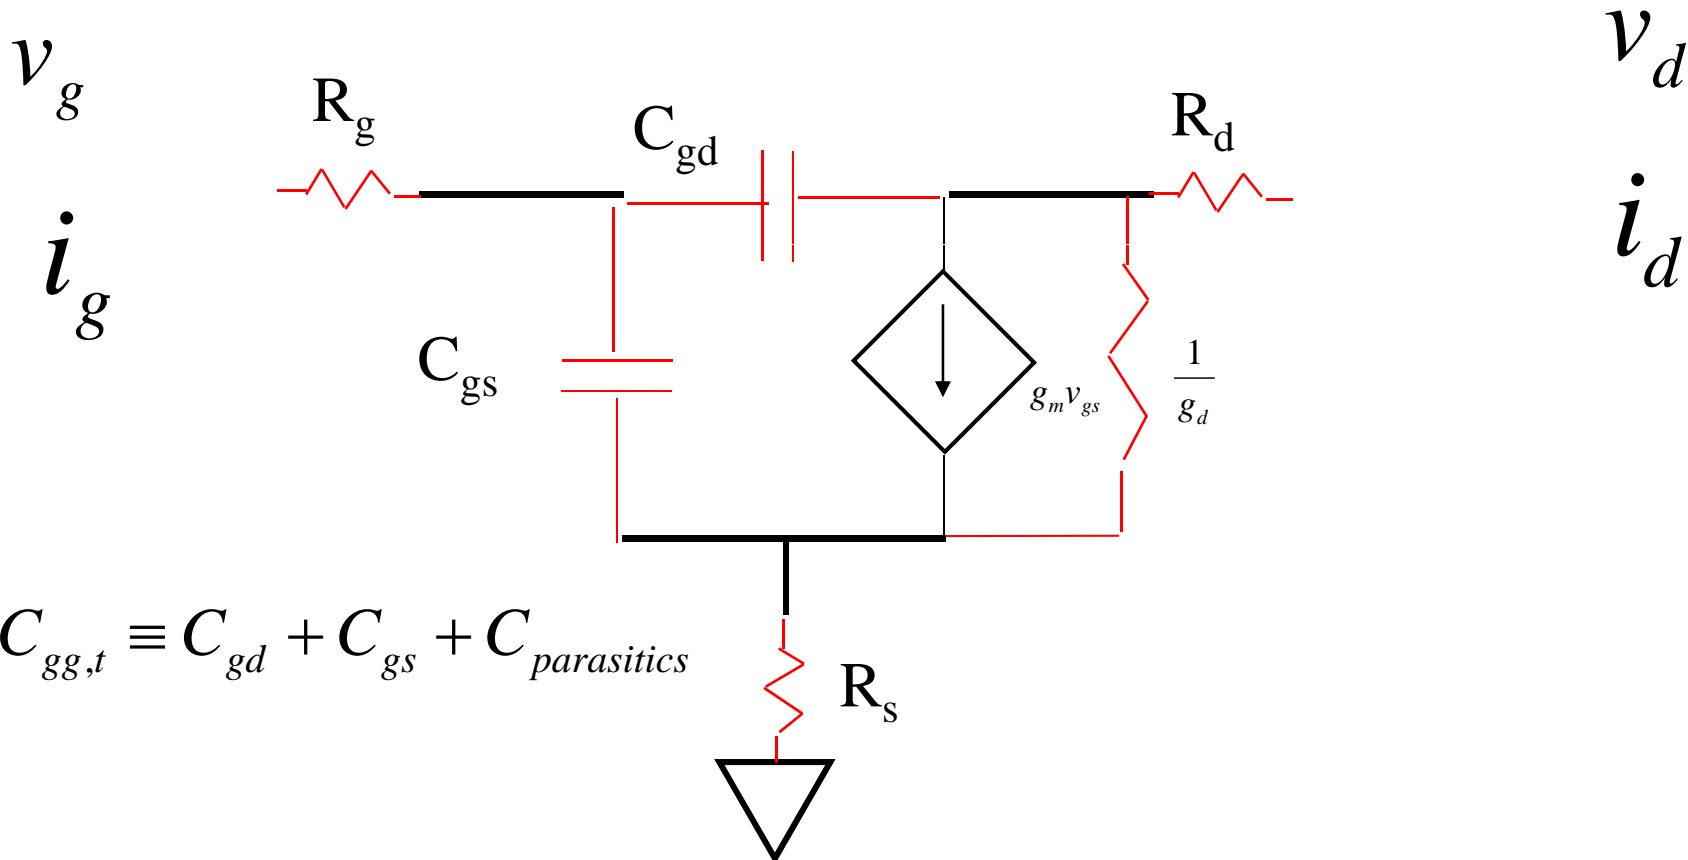 v_g
v_d
R_g
C_gd
R_d
i_g
i_d
C_gs
g_m v_gs
1/g_d
C_gg,t ≡ C_gd + C_gs + C_parasitics
R_s